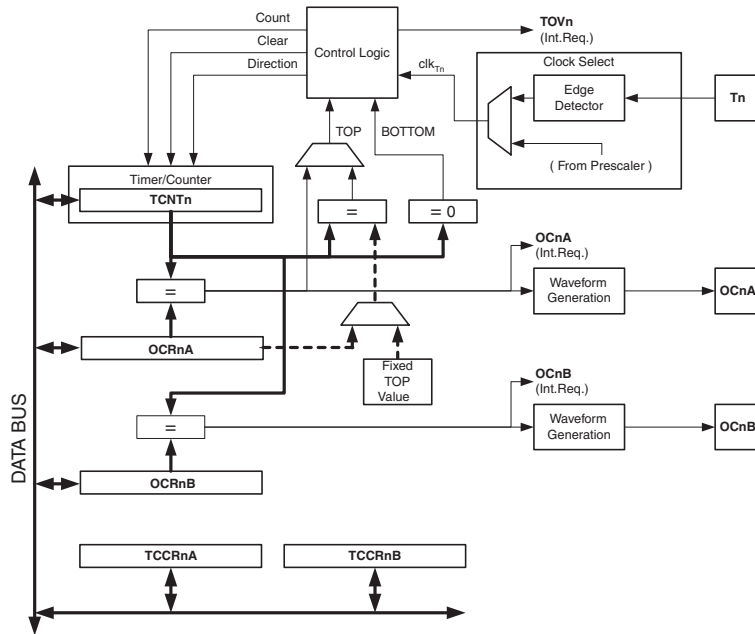 Count
Clear
Direction
Control Logic
TOVn
(Int.Req.)
clkTn
Clock Select
Edge
Detector
Tn
( From Prescaler )
TOP
BOTTOM
Timer/Counter
TCNTn
=
= 0
OCnA
(Int.Req.)
=
Waveform
Generation
OCnA
OCRnA
Fixed
TOP
Value
OCnB
(Int.Req.)
=
Waveform
Generation
OCnB
OCRnB
DATA BUS
TCCRnA
TCCRnB